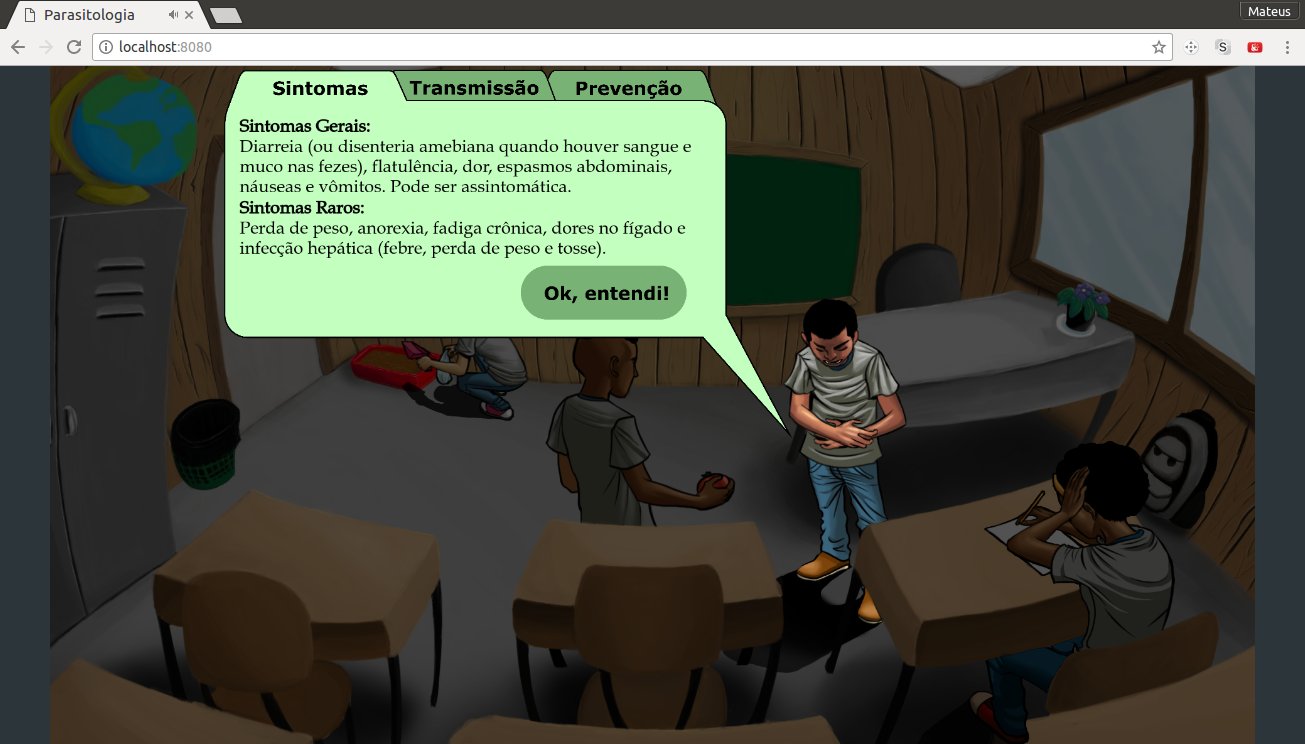 Parasitologia
Mateus
localhost:8080
S
Sintomas Transmissão Prevenção
Sintomas Gerais:
Diarreia (ou disenteria amebiana quando houver sangue e
muco nas fezes), flatulência, dor, espasmos abdominais,
náuseas e vômitos. Pode ser assintomática.
Sintomas Raros:
Perda de peso, anorexia, fadiga crônica, dores no fígado e
infecção hepática (febre, perda de peso e tosse).
Ok, entendi!